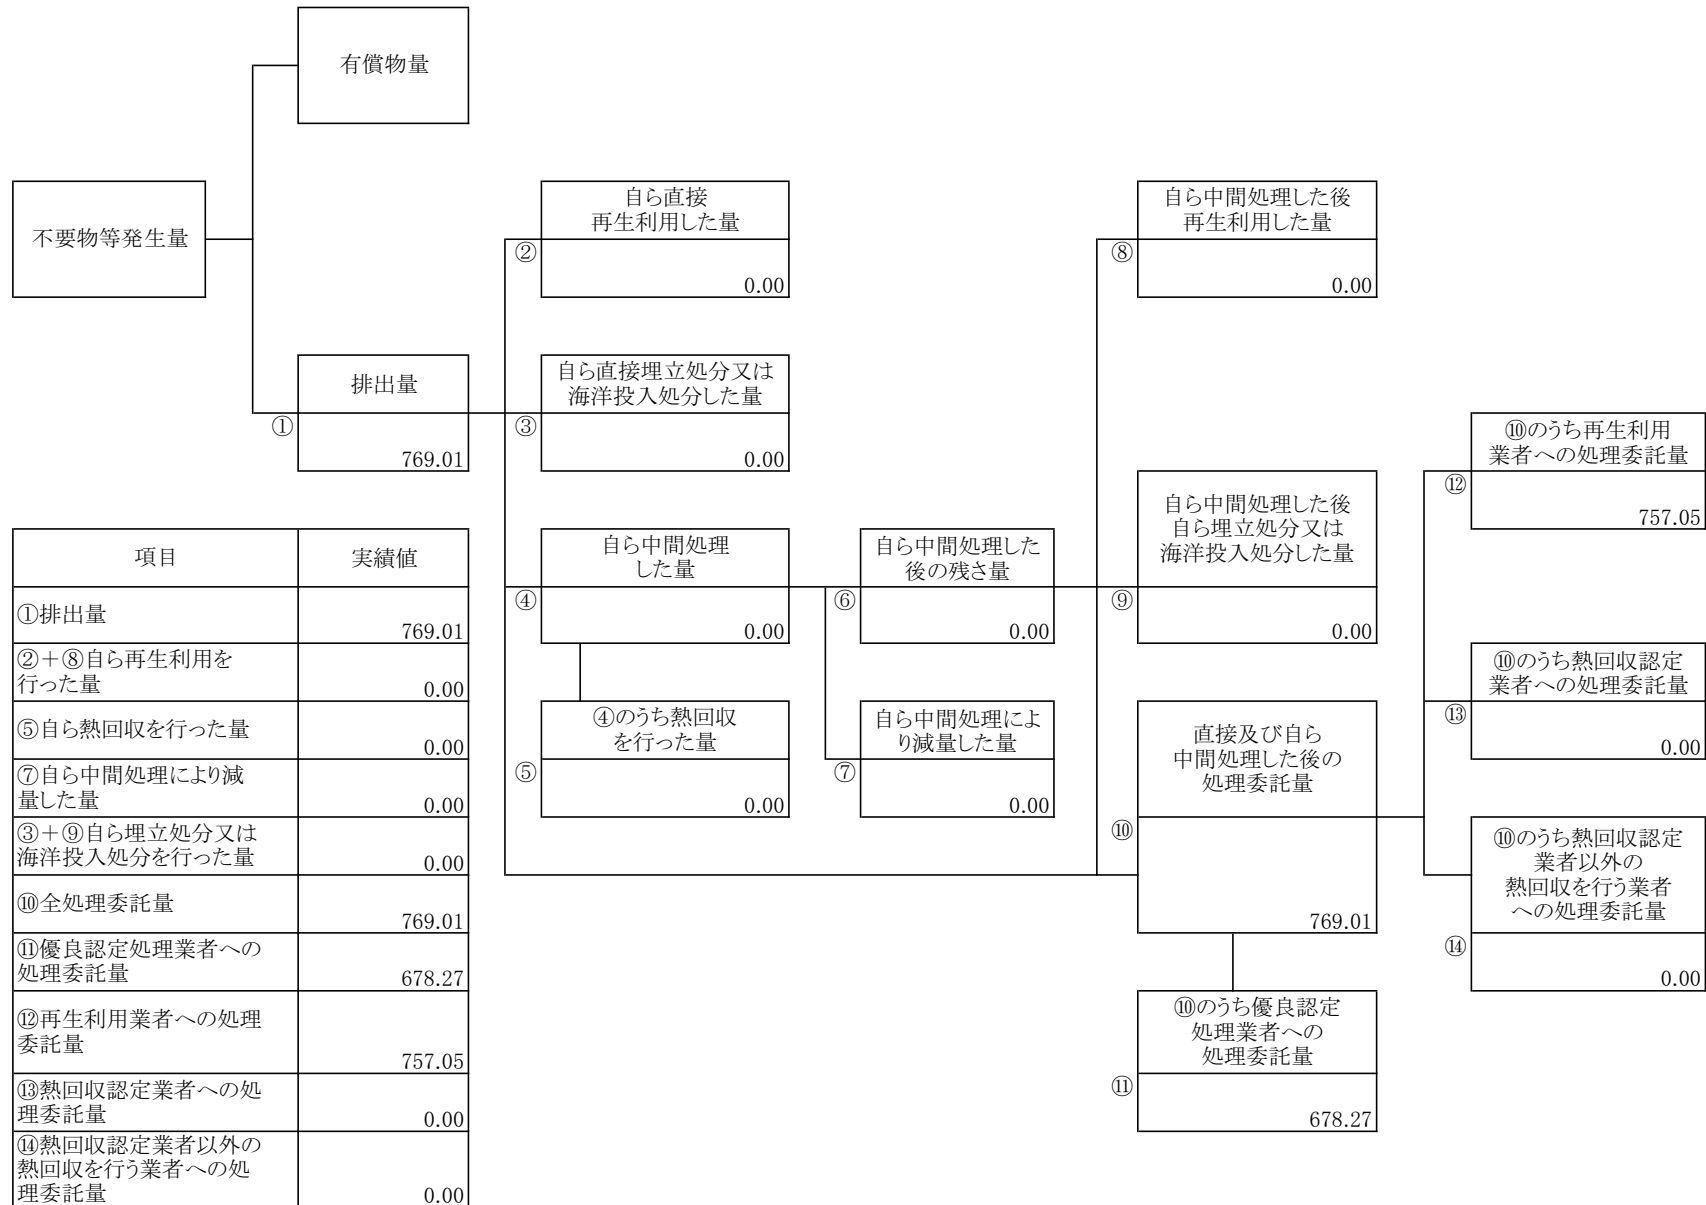 有償物量
不要物等発生量
排出量
①
769.01
自ら直接
再生利用した量
②
0.00
自ら直接埋立処分又は
海洋投入処分した量
③
0.00
自ら中間処理
した量
④
0.00
④のうち熱回収
を行った量
⑤
0.00
自ら中間処理した
後の残さ量
⑥
0.00
自ら中間処理によ
り減量した量
⑦
0.00
自ら中間処理した後
再生利用した量
⑧
0.00
自ら中間処理した後
自ら埋立処分又は
海洋投入処分した量
⑨
0.00
直接及び自ら
中間処理した後の
処理委託量
⑩
769.01
⑩のうち優良認定
処理業者への
処理委託量
⑪
678.27
⑩のうち再生利用
業者への処理委託量
⑫
757.05
⑩のうち熱回収認定
業者への処理委託量
⑬
0.00
⑩のうち熱回収認定
業者以外の
熱回収を行う業者
への処理委託量
⑭
0.00
項目 実績値
①排出量
769.01
②＋⑧自ら再生利用を
行った量
0.00
⑤自ら熱回収を行った量
0.00
⑦自ら中間処理により減
量した量
0.00
③＋⑨自ら埋立処分又は
海洋投入処分を行った量
0.00
⑩全処理委託量
769.01
⑪優良認定処理業者への
処理委託量
678.27
⑫再生利用業者への処理
委託量
757.05
⑬熱回収認定業者への処
理委託量
0.00
⑭熱回収認定業者以外の
熱回収を行う業者への処
理委託量
0.00